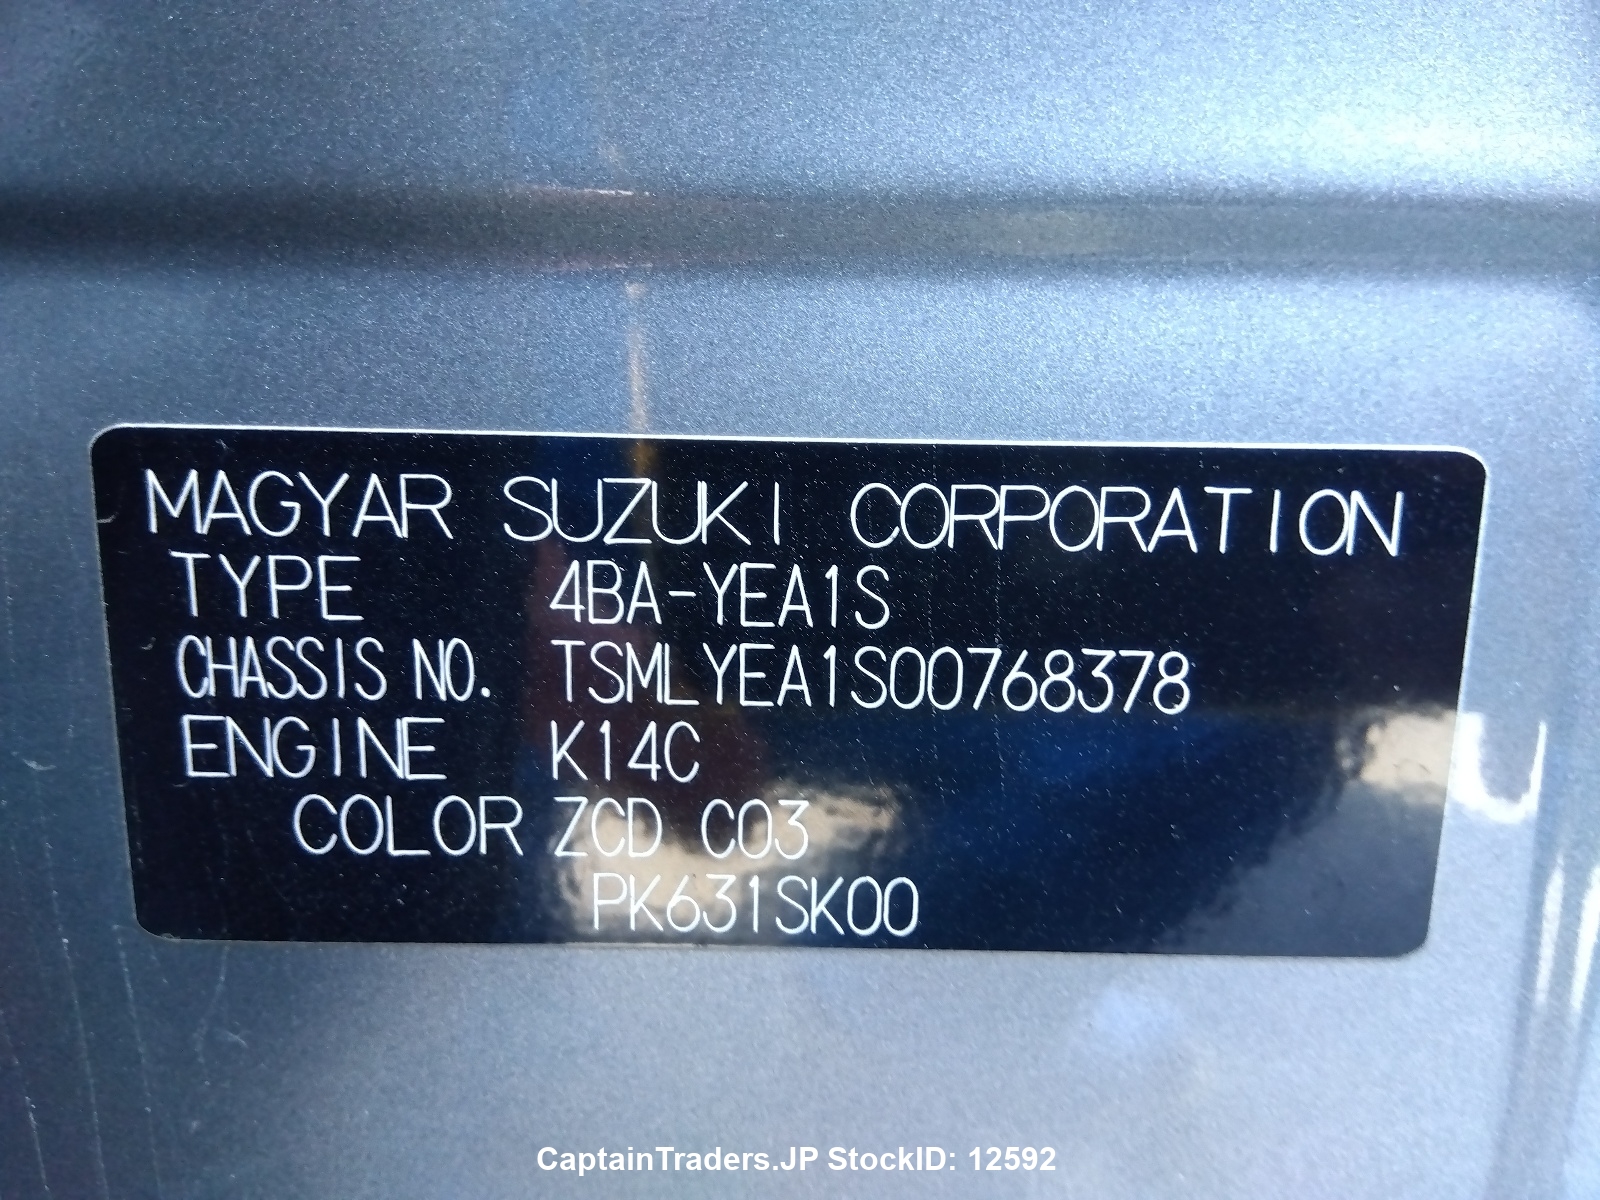 MAGYAR SUZUKI CORPORATION
TYPE 4BA-YEA1S
CHASSIS NO. TSMLYEA1S00768378
ENGINE K14C
COLOR ZCD C03
PK631SK00
CaptainTraders.JP StockID: 12592